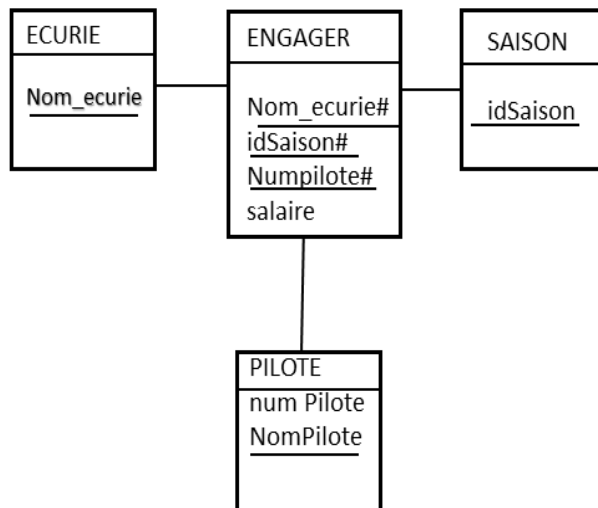 ECURIE
Nom_ecurie
ENGAGER
Nom_ecurie#
idSaison#
Numpilote#
salaire
SAISON
idSaison
PILOTE
num Pilote
NomPilote